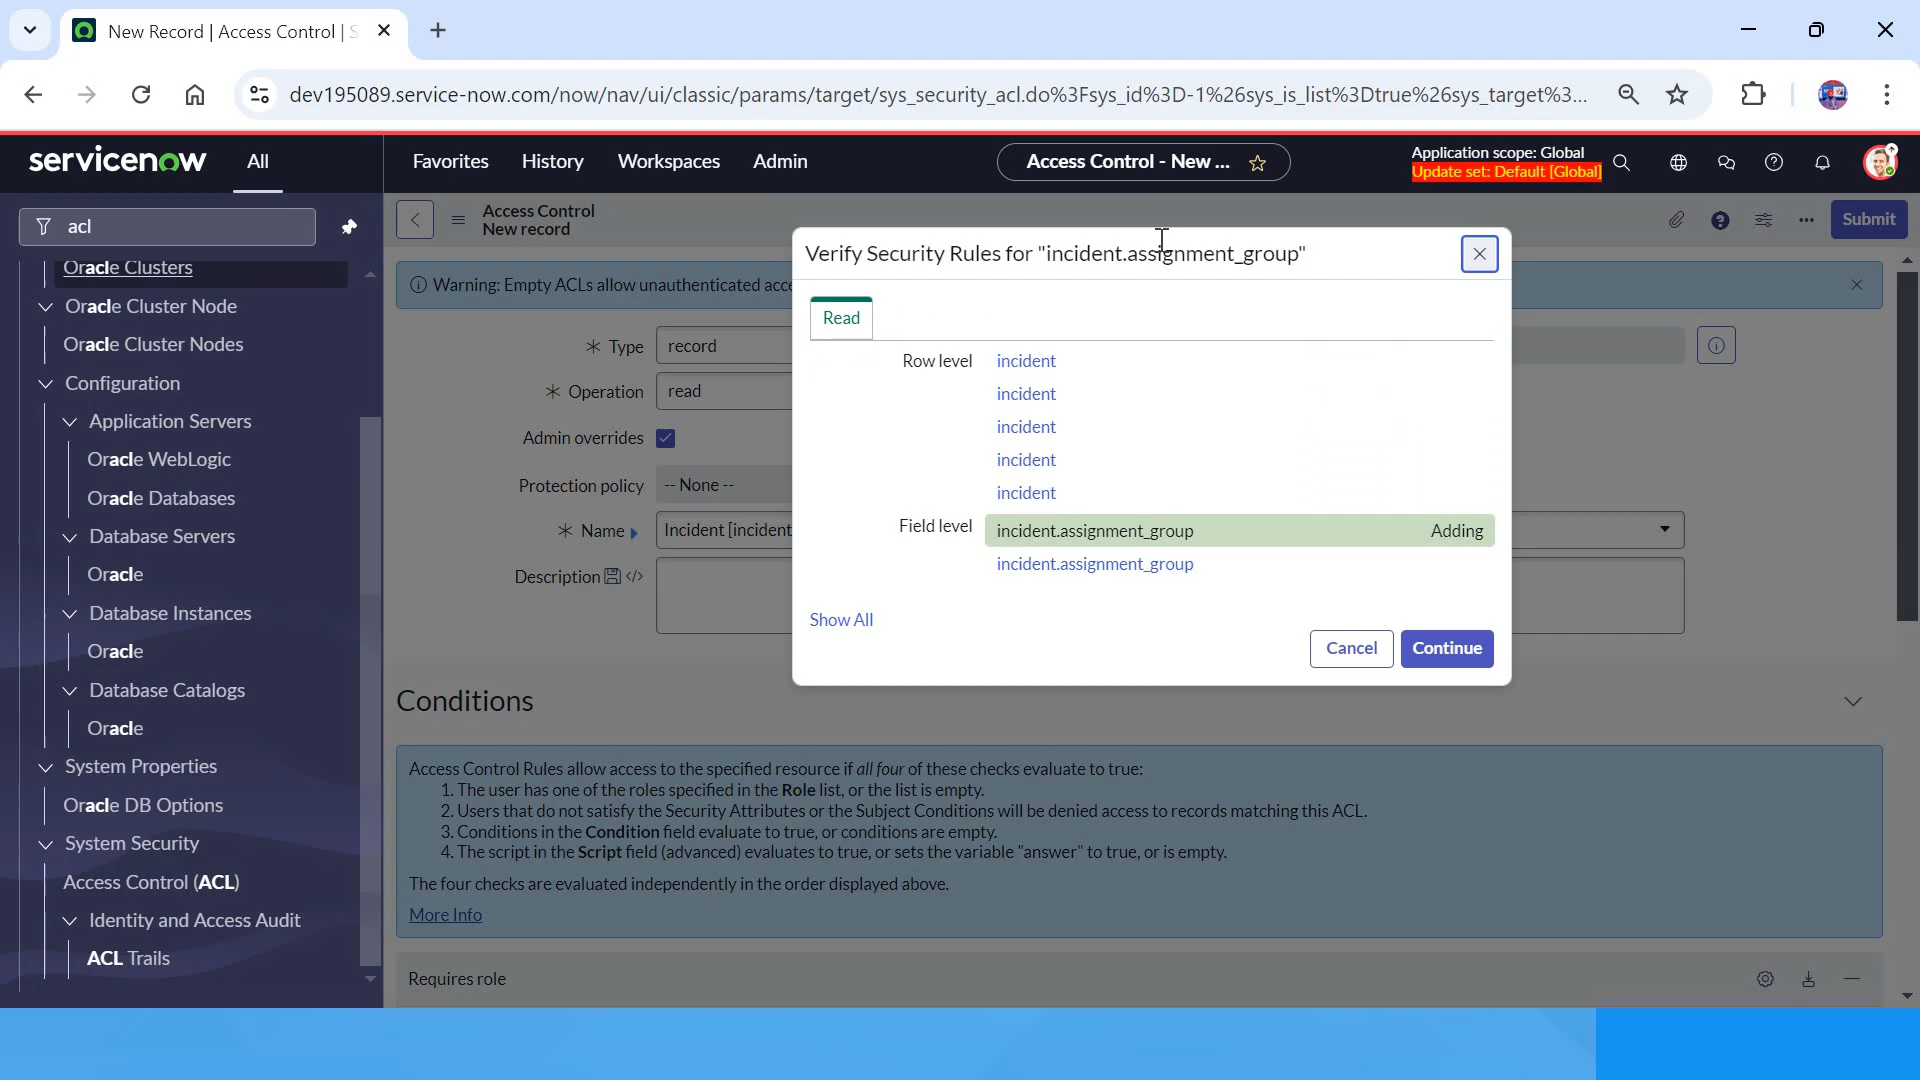 New Record | Access Control |
dev195089.service-now.com/now/nav/ui/classic/params/target/sys_security_acl.do%3Fsys_id%3D-1%26sys_is_list%3Dtrue%26sys_target%3...
servicenow
All
Favorites
History
Workspaces
Admin
Access Control - New ...
Application scope: Global
Update set: Default [Global]
acl
Oracle Clusters
Oracle Cluster Node
Oracle Cluster Nodes
Configuration
Application Servers
Oracle WebLogic
Oracle Databases
Database Servers
Oracle
Database Instances
Oracle
Database Catalogs
Oracle
System Properties
Oracle DB Options
System Security
Access Control (ACL)
Identity and Access Audit
ACL Trails
Access Control
New record
Submit
Warning: Empty ACLs allow unauthenticated acce
Type
record
Operation
read
Admin overrides
Protection policy
-- None --
Name
Incident [incident
Description
Verify Security Rules for "incident.assignment_group"
Read
Row level
incident
incident
incident
incident
incident
Field level
incident.assignment_group
Adding
incident.assignment_group
Show All
Cancel
Continue
Conditions
Access Control Rules allow access to the specified resource if all four of these checks evaluate to true:
1. The user has one of the roles specified in the Role list, or the list is empty.
2. Users that do not satisfy the Security Attributes or the Subject Conditions will be denied access to records matching this ACL.
3. Conditions in the Condition field evaluate to true, or conditions are empty.
4. The script in the Script field (advanced) evaluates to true, or sets the variable "answer" to true, or is empty.
The four checks are evaluated independently in the order displayed above.
More Info
Requires role